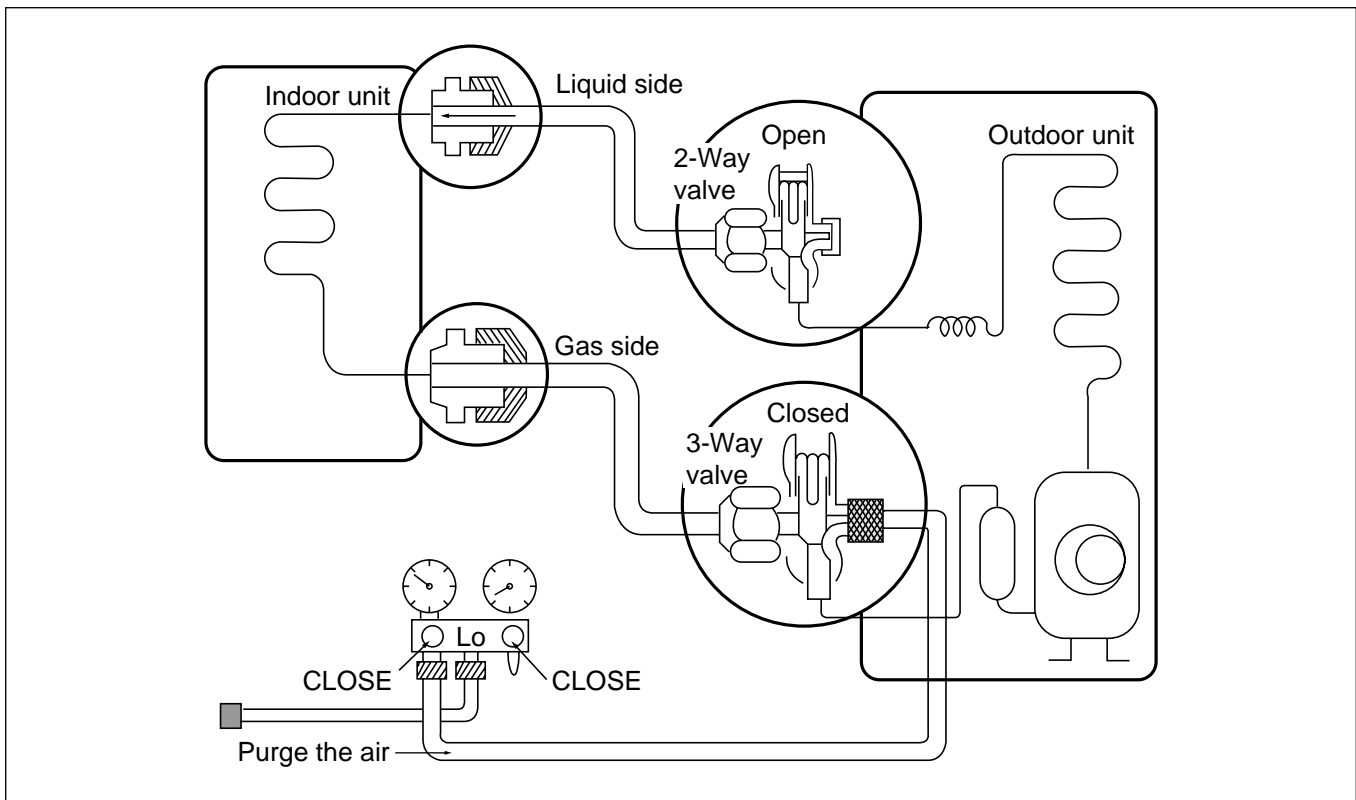 Indoor unit
Liquid side
Open
2-Way
valve
Outdoor unit
Gas side
Closed
3-Way
valve
Lo
CLOSE
CLOSE
Purge the air